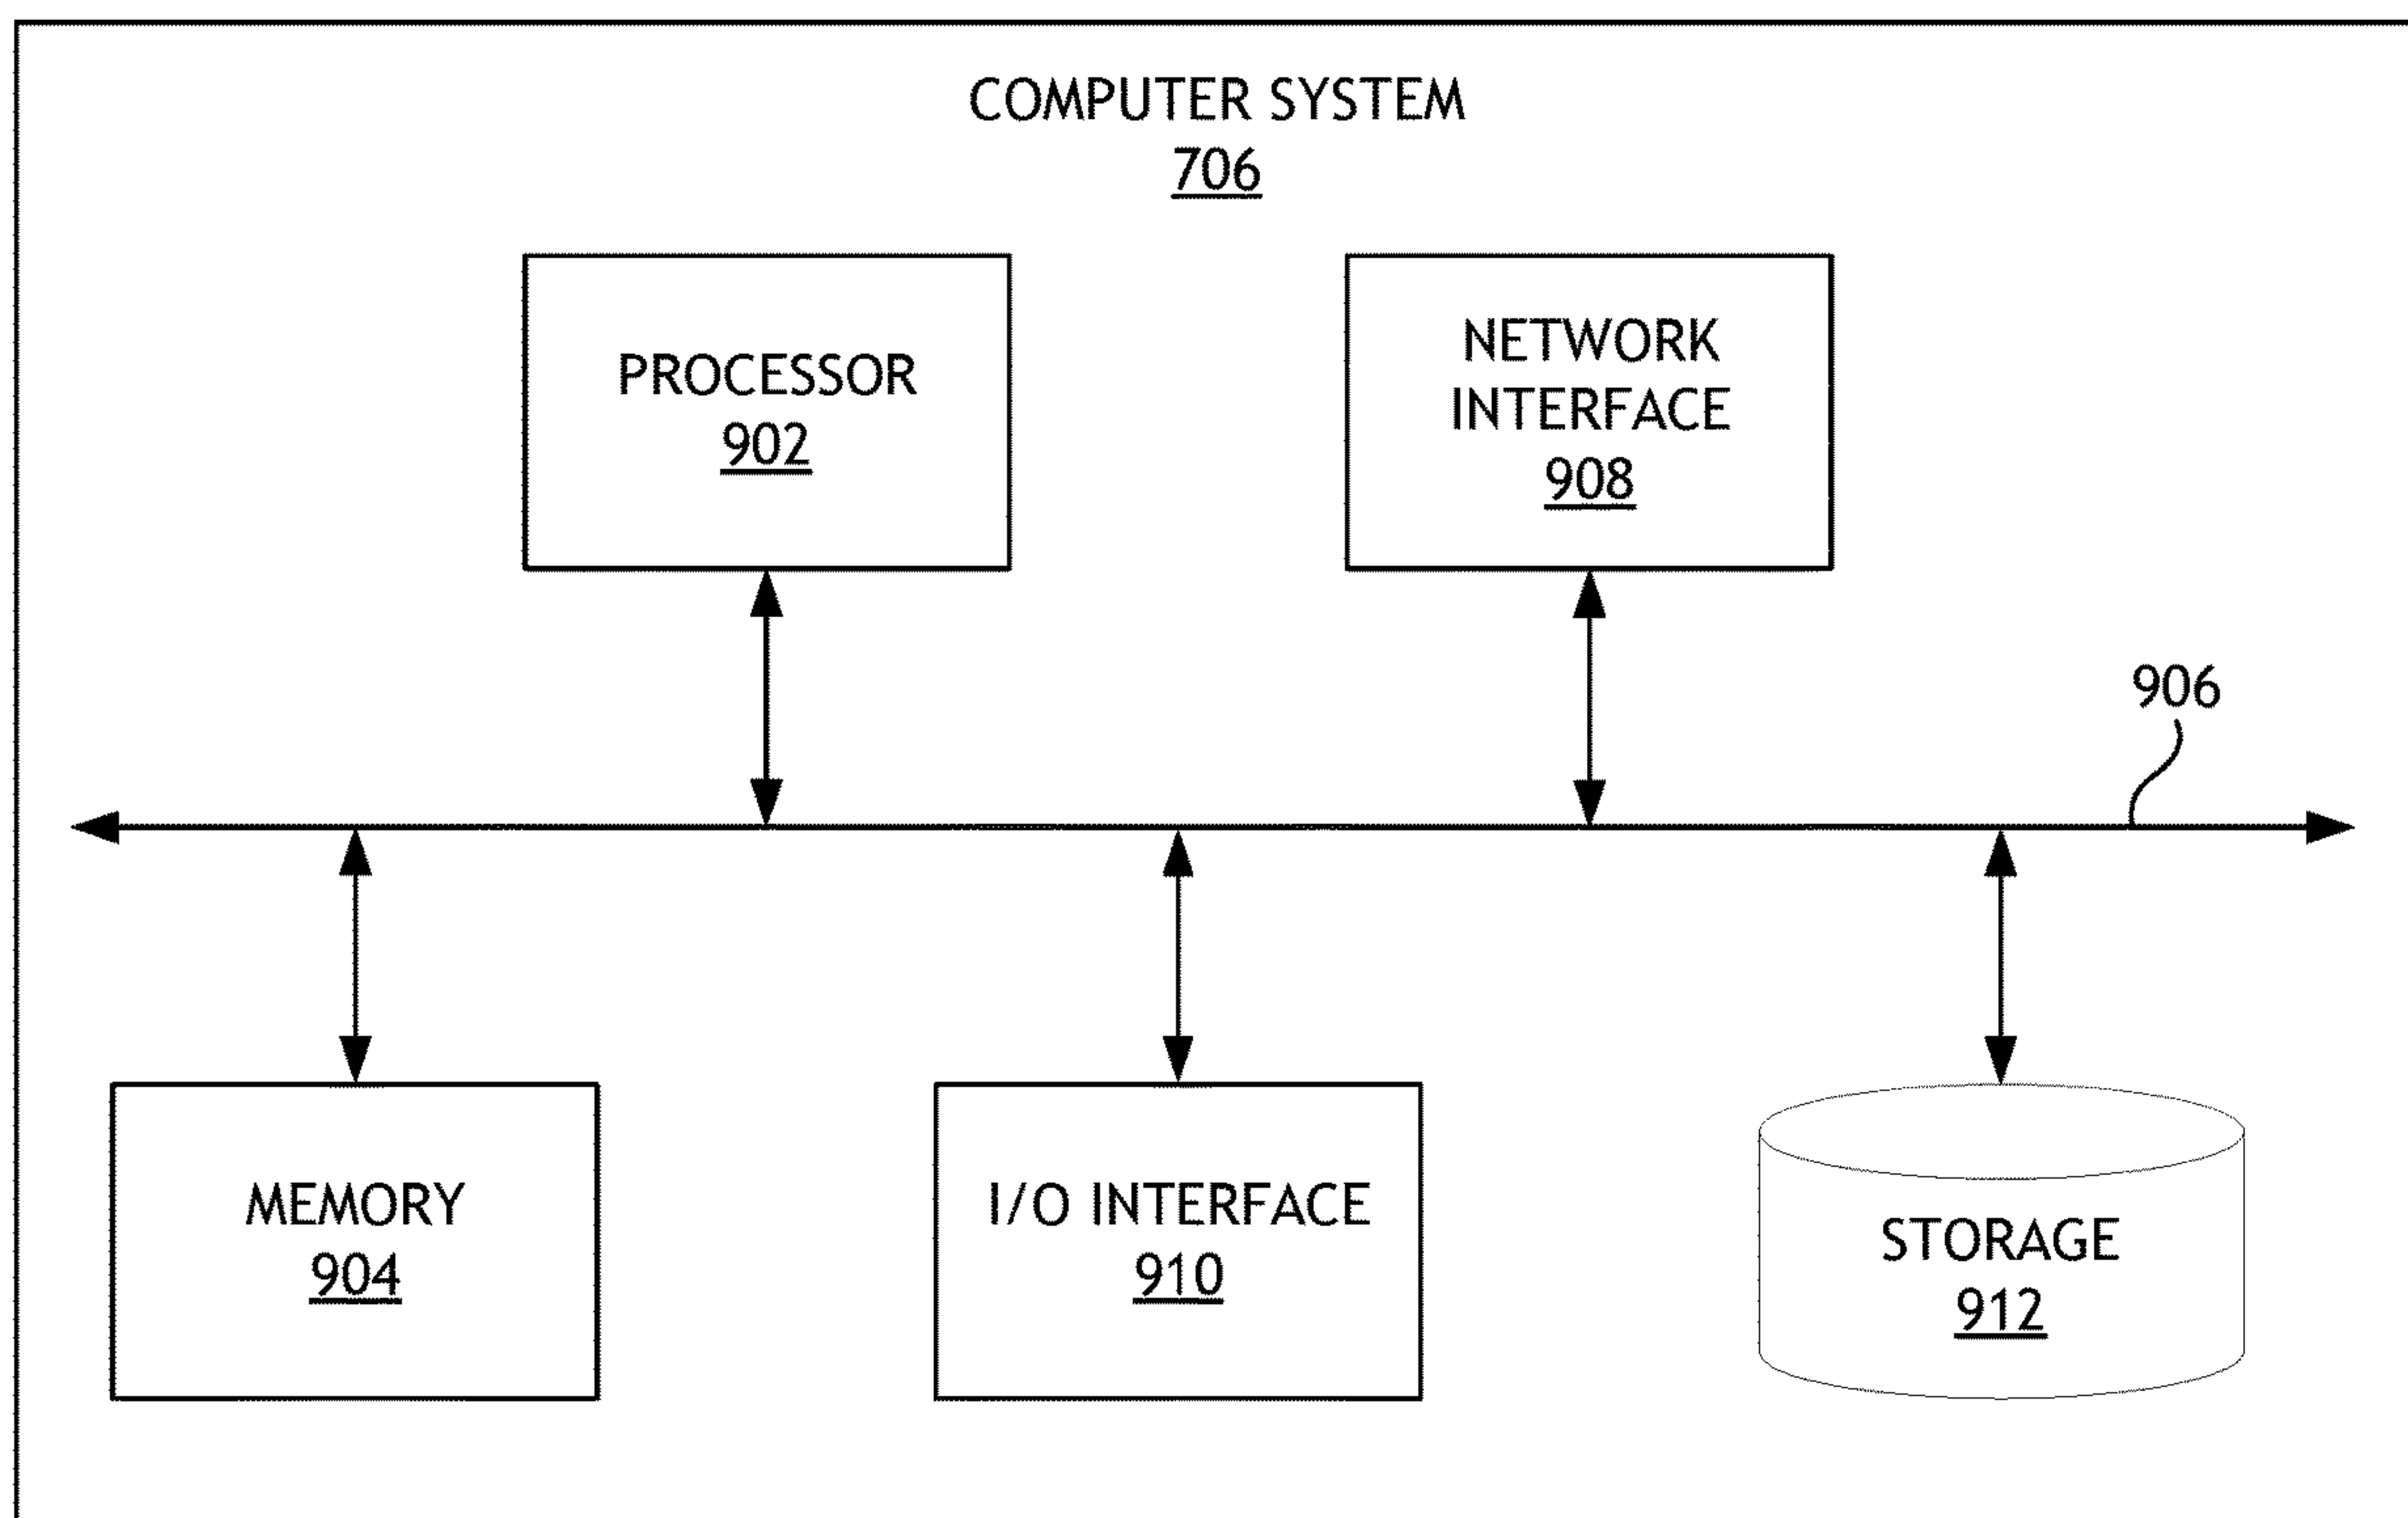 COMPUTER SYSTEM
706
PROCESSOR
902
NETWORK
INTERFACE
908
906
MEMORY
904
I/O INTERFACE
910
STORAGE
912